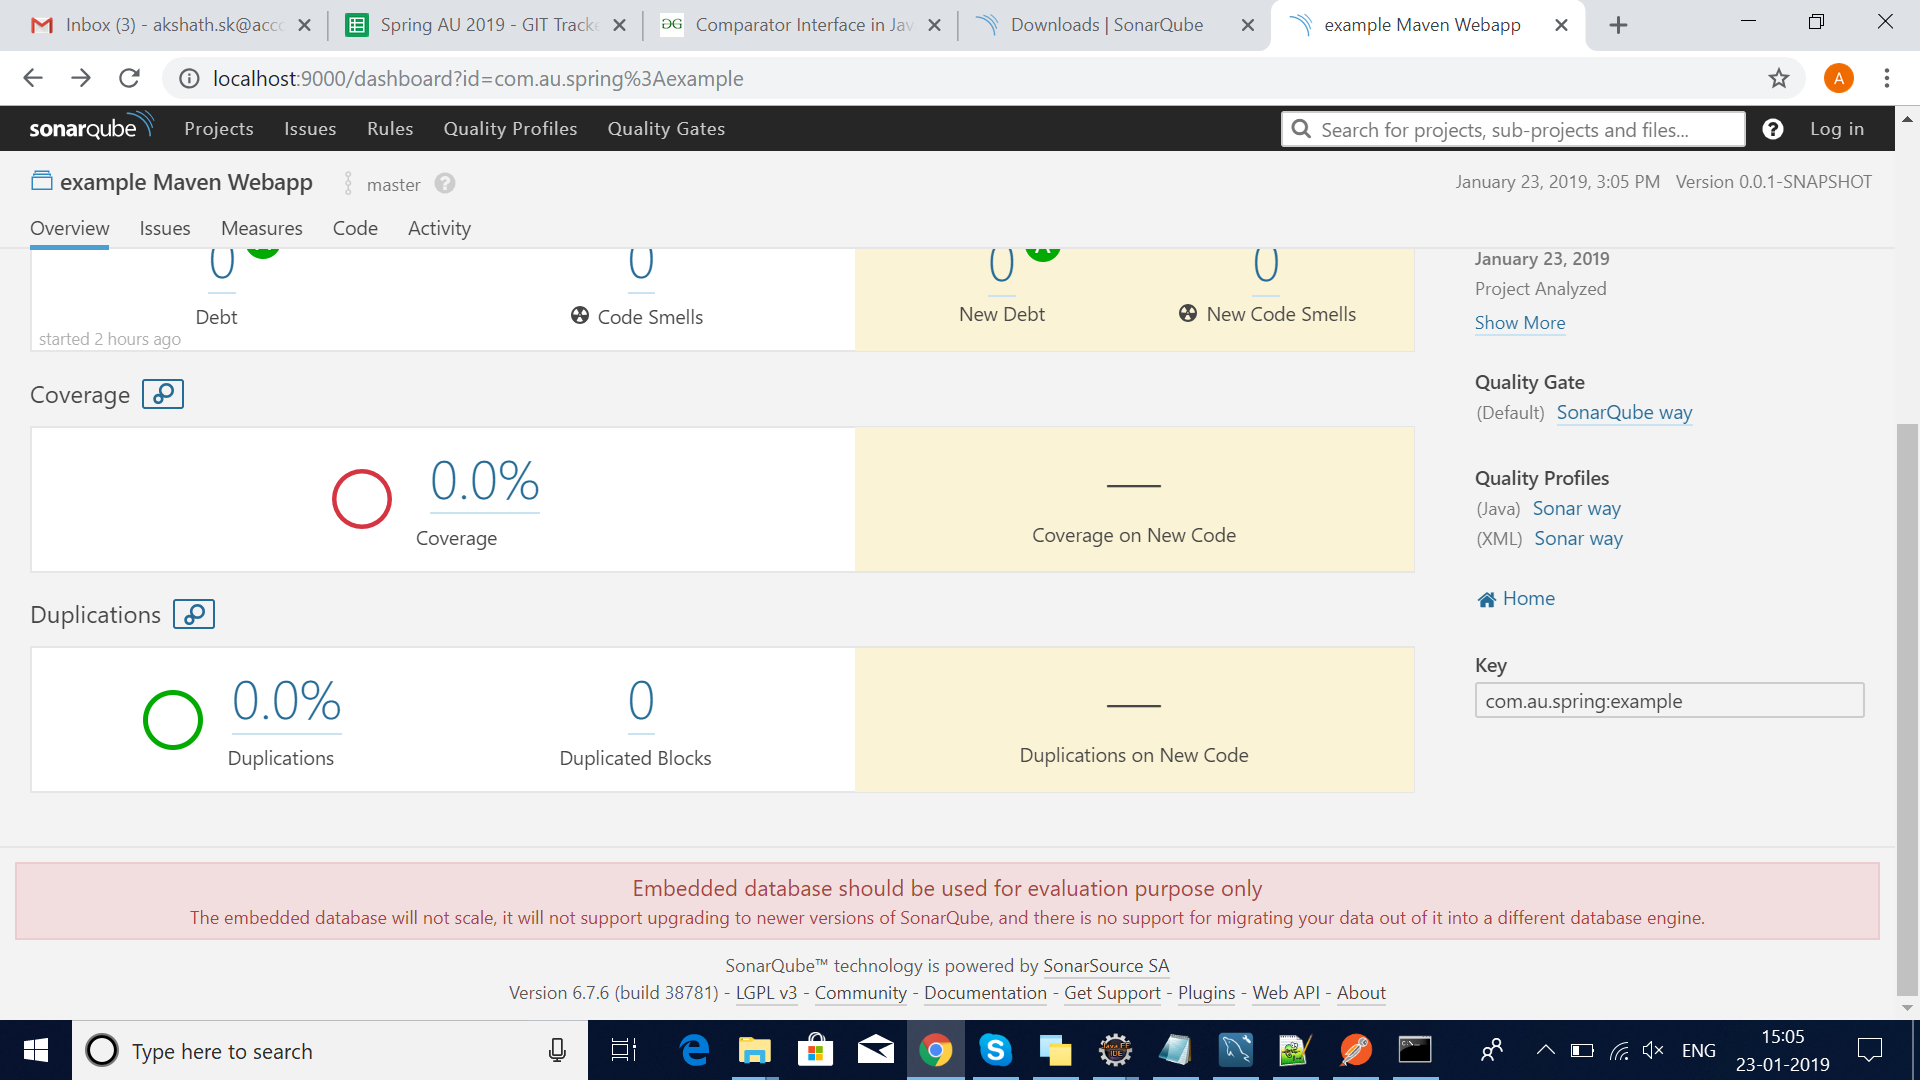 Inbox (3) - akshath.sk@acco
Spring AU 2019 - GIT Tracke
Comparator Interface in Jav
Downloads | SonarQube
example Maven Webapp
localhost:9000/dashboard?id=com.au.spring%3Aexample
A
sonarqube
Projects
Issues
Rules
Quality Profiles
Quality Gates
Search for projects, sub-projects and files...
?
Log in
example Maven Webapp
master
?
January 23, 2019, 3:05 PM
Version 0.0.1-SNAPSHOT
Overview
Issues
Measures
Code
Activity
0
0
0
0
Debt
Code Smells
New Debt
New Code Smells
started 2 hours ago
January 23, 2019
Project Analyzed
Show More
Coverage
Quality Gate
(Default) SonarQube way
0.0%
Coverage
—
Coverage on New Code
Quality Profiles
(Java) Sonar way
(XML) Sonar way
Home
Duplications
0.0%
Duplications
0
Duplicated Blocks
—
Duplications on New Code
Key
com.au.spring:example
Embedded database should be used for evaluation purpose only
The embedded database will not scale, it will not support upgrading to newer versions of SonarQube, and there is no support for migrating your data out of it into a different database engine.
SonarQube™ technology is powered by SonarSource SA
Version 6.7.6 (build 38781) - LGPL v3 - Community - Documentation - Get Support - Plugins - Web API - About
Type here to search
ENG
15:05
23-01-2019